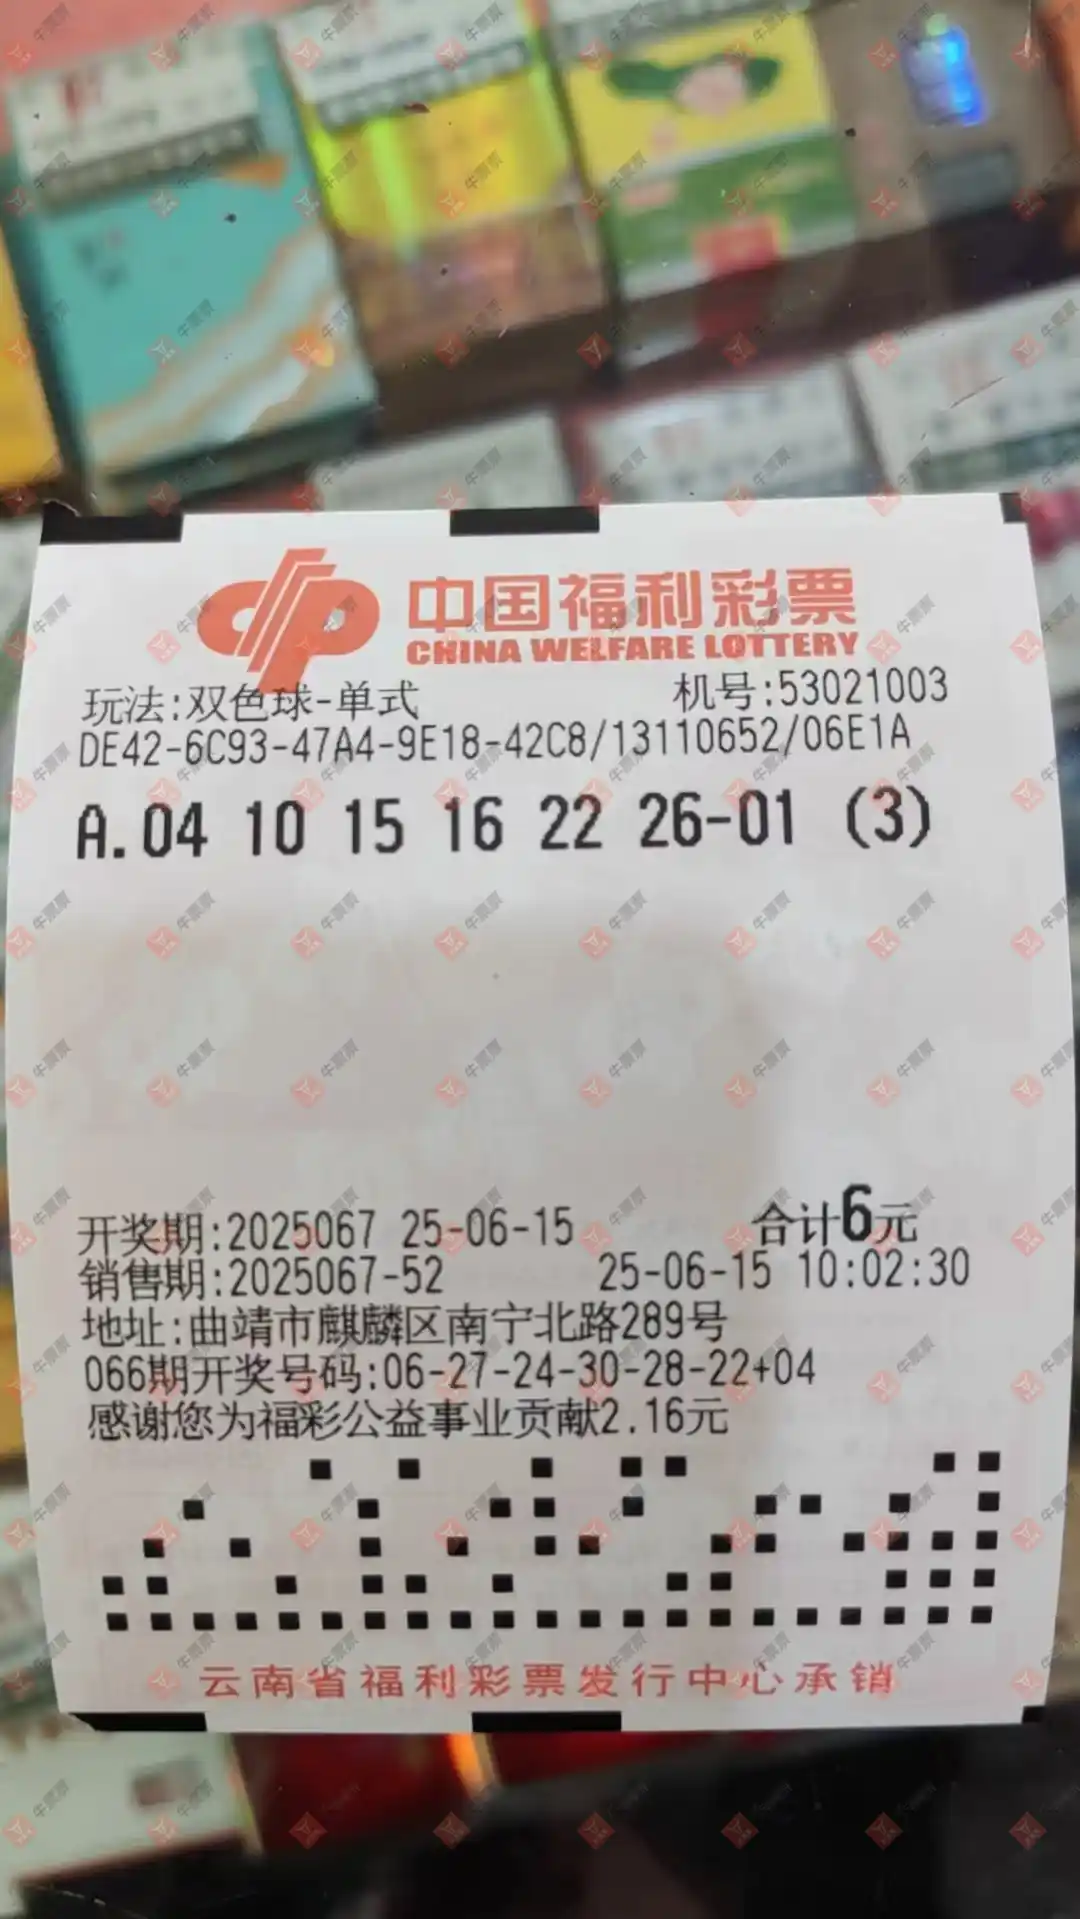 中国福利彩票
CHINA WELFARE LOTTERY
玩法:双色球-单式 机号:53021003
DE42-6C93-47A4-9E18-42C8/13110652/06E1A
A.04 10 15 16 22 26-01 (3)
开奖期:2025067 25-06-15 合计6元
销售期:2025067-52 25-06-15 10:02:30
地址:曲靖市麒麟区南宁北路289号
066期开奖号码:06-27-24-30-28-22+04
感谢您为福彩公益事业贡献2.16元
云南省福利彩票发行中心承销